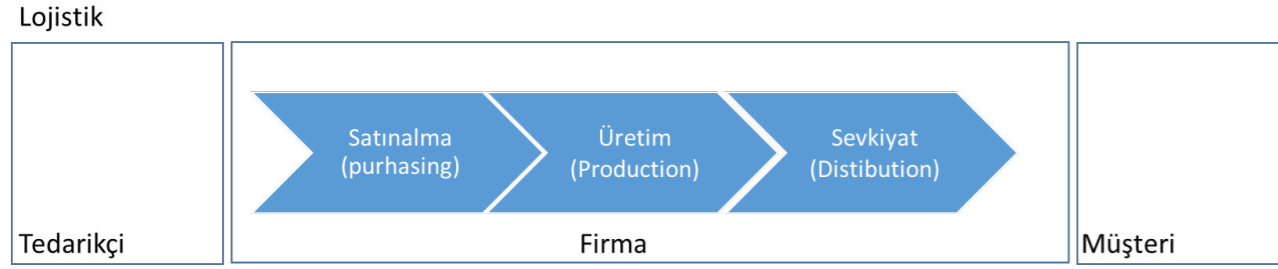 Lojistik
Satınalma
(purhasing)
Üretim
(Production)
Sevkiyat
(Distibution)
Tedarikçi
Firma
Müşteri